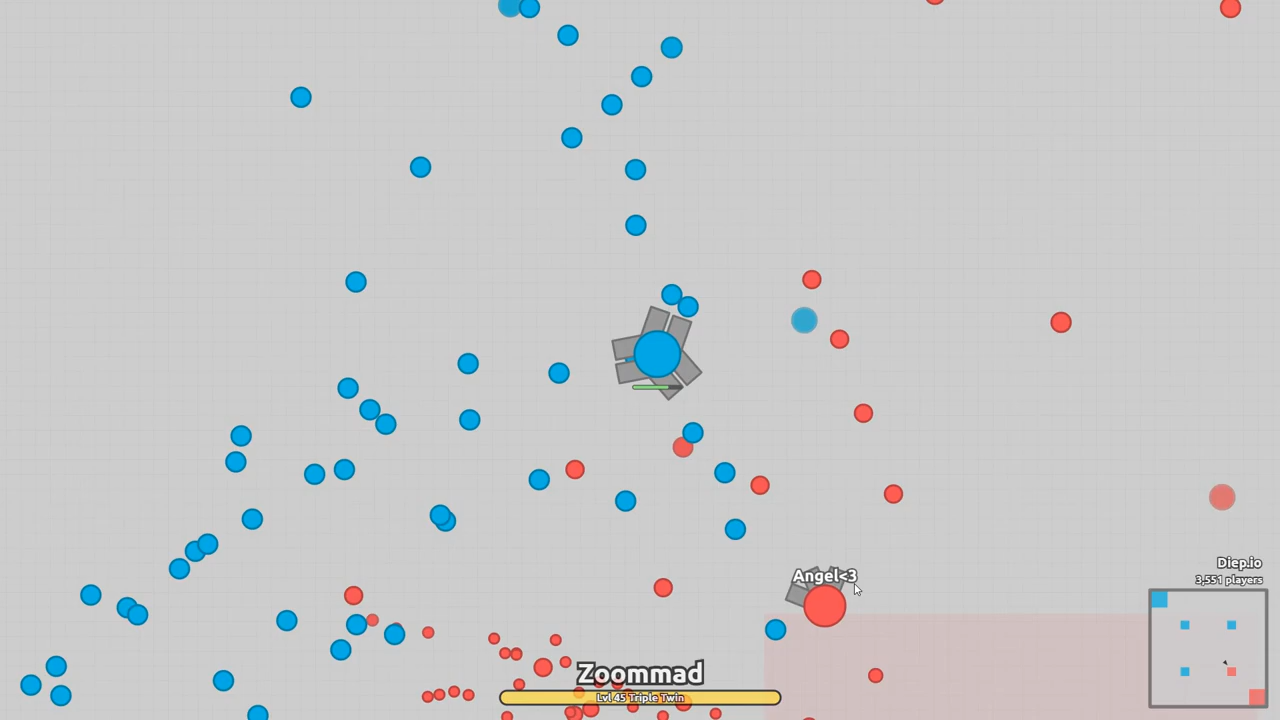 Angel<3
Diep.io
3,551 players
Zoommad
Lvl 45 Triple Twin